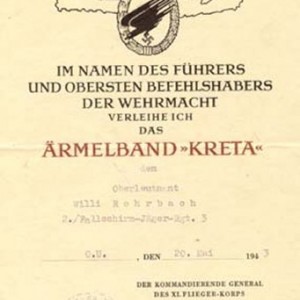 IM NAMEN DES FÜHRERS
UND OBERSTEN BEFEHLSHABERS
DER WEHRMACHT
VERLEIHE ICH
DAS
ÄRMELBAND »KRETA«
dem
Oberleutnant
Willi Rohrbach
2./Fallschirm-Jäger-Rgt. 3
O.U. , DEN 20. Mai 1943
DER KOMMANDIERENDE GENERAL
DES XI. FLIEGER-KORPS